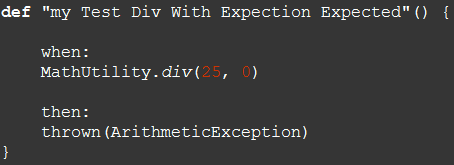 def "my Test Div With Expection Expected"() {
when:
MathUtility.div(25, 0)
then:
thrown(ArithmeticException)
}